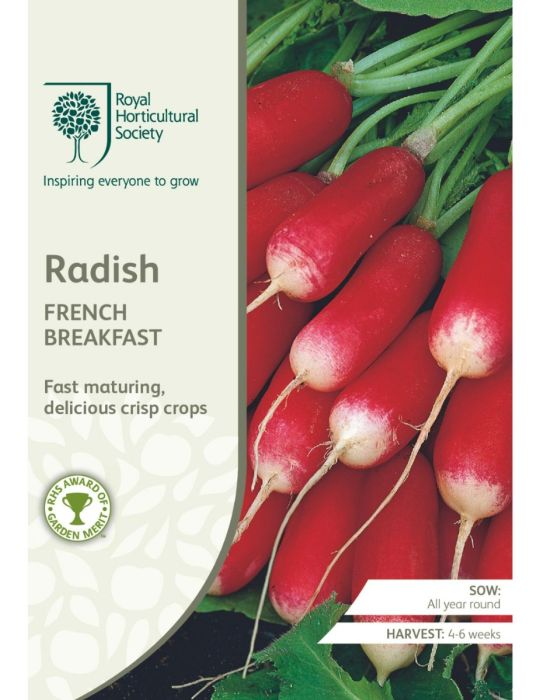 Royal
Horticultural
Society
Inspiring everyone to grow
Radish
FRENCH
BREAKFAST
Fast maturing,
delicious crisp crops
RHS AWARD OF
GARDEN MERIT
SOW:
All year round
HARVEST: 4-6 weeks